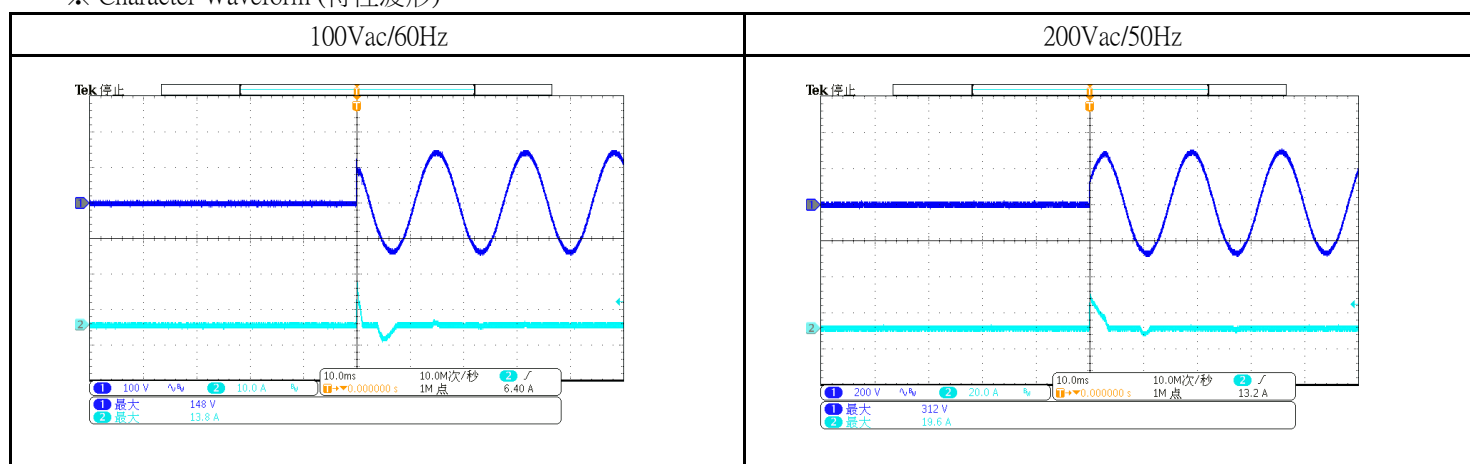 ※ Character Waveform (特性波形)
100Vac/60Hz
200Vac/50Hz
Tek 停止
T
T
1
2
10.0ms 10.0M次/秒 2
1 100 V 2 10.0 A T 0.000000 s 1M 点 6.40 A
1 最大 148 V
2 最大 13.8 A
Tek 停止
T
T
1
2
10.0ms 10.0M次/秒 2
1 200 V 2 20.0 A T 0.000000 s 1M 点 13.2 A
1 最大 312 V
2 最大 19.6 A